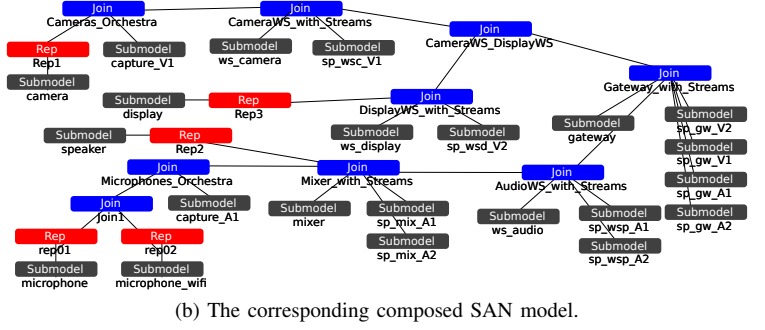 Join
Cameras_Orchestra
Join
CameraWS_with_Streams
Join
CameraWS_DisplayWS
Rep
Rep1
Submodel
capture_V1
Submodel
ws_camera
Submodel
sp_wsc_V1
Submodel
camera
Join
Gateway_with_Streams
Submodel
display
Rep
Rep3
Join
DisplayWS_with_Streams
Submodel
ws_display
Submodel
sp_wsd_V2
Submodel
gateway
Submodel
sp_gw_V2
Submodel
sp_gw_V1
Submodel
sp_gw_A1
Submodel
sp_gw_A2
Submodel
speaker
Rep
Rep2
Join
Microphones_Orchestra
Join
Mixer_with_Streams
Join
AudioWS_with_Streams
Join
Join1
Submodel
capture_A1
Submodel
mixer
Submodel
sp_mix_A1
Submodel
sp_mix_A2
Submodel
ws_audio
Submodel
sp_wsp_A1
Submodel
sp_wsp_A2
Rep
rep01
Rep
rep02
Submodel
microphone
Submodel
microphone_wifi
(b) The corresponding composed SAN model.